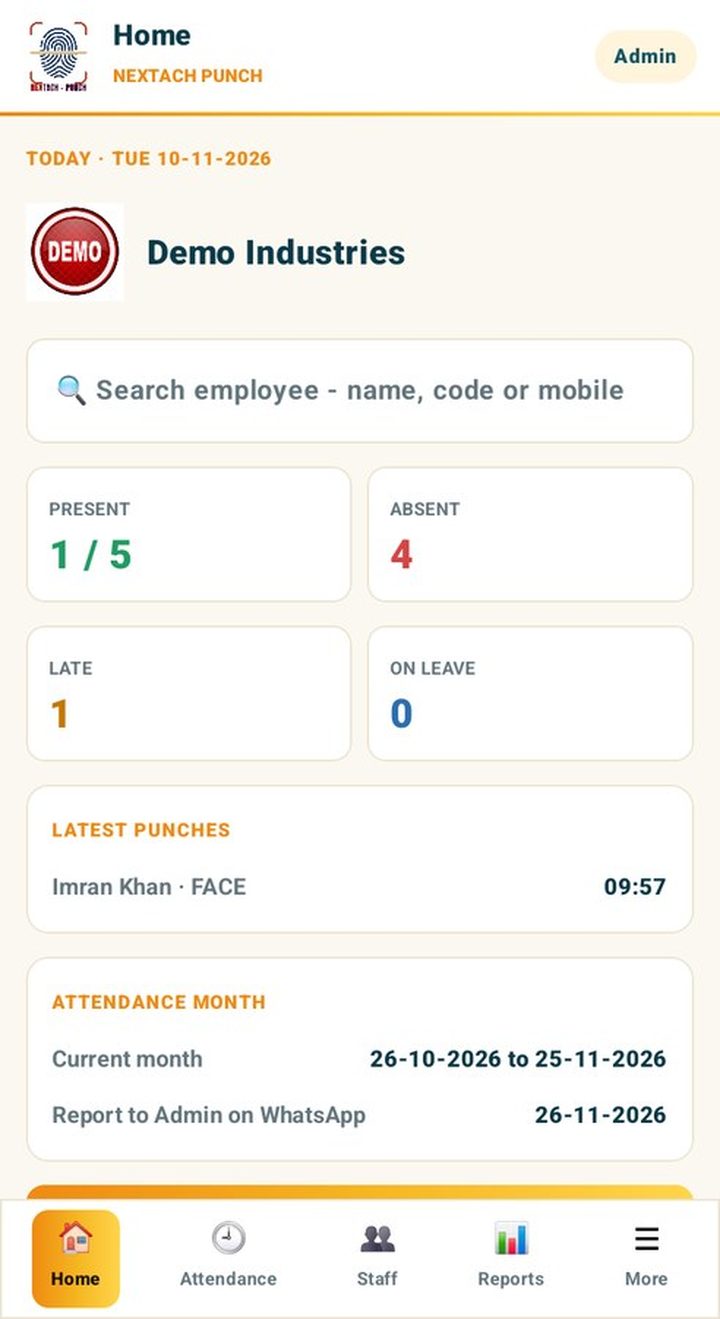 Home
NEXTACH PUNCH
NEXTACH - PUNCH
Admin
TODAY · TUE 10-11-2026
DEMO
Demo Industries
Search employee - name, code or mobile
PRESENT
1 / 5
ABSENT
4
LATE
1
ON LEAVE
0
LATEST PUNCHES
Imran Khan · FACE
09:57
ATTENDANCE MONTH
Current month
26-10-2026 to 25-11-2026
Report to Admin on WhatsApp
26-11-2026
Home
Attendance
Staff
Reports
More